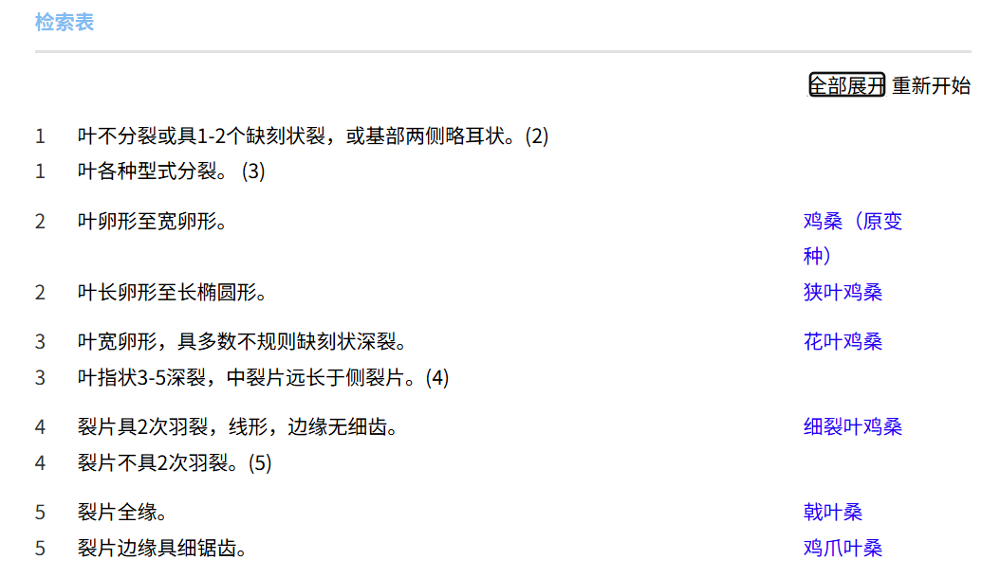 检索表
全部展开 重新开始
1 叶不分裂或具1-2个缺刻状裂，或基部两侧略耳状。(2)
1 叶各种型式分裂。 (3)
2 叶卵形至宽卵形。 鸡桑（原变
种）
2 叶长卵形至长椭圆形。 狭叶鸡桑
3 叶宽卵形，具多数不规则缺刻状深裂。 花叶鸡桑
3 叶指状3-5深裂，中裂片远长于侧裂片。(4)
4 裂片具2次羽裂，线形，边缘无细齿。 细裂叶鸡桑
4 裂片不具2次羽裂。(5)
5 裂片全缘。 戟叶桑
5 裂片边缘具细锯齿。 鸡爪叶桑